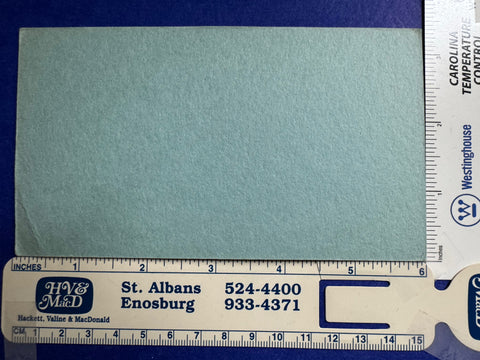 CAROLINA
TEMPERATURE
CONTROL
Westinghouse
W
3
2
1
Inches
INCHES 1 2 3 4 5 6
HV&
MacD
Hackett, Valine & MacDonald
St. Albans 524-4400
Enosburg 933-4371
CM. 1 2 3 4 5 6 7 8 9 10 11 12 13 14 15